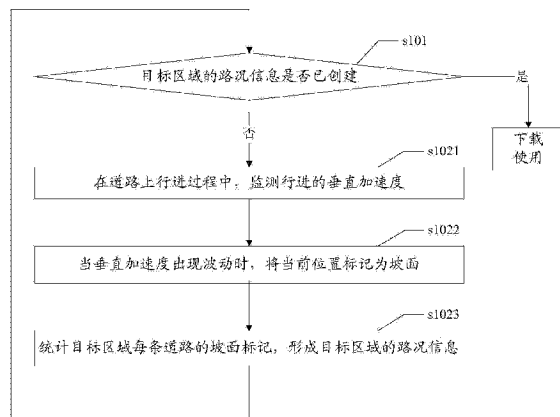 s101
目标区域的路况信息是否已创建
是
否
下载
使用
s1021
在道路上行进过程中，监测行进的垂直加速度
s1022
当垂直加速度出现波动时，将当前位置标记为坡面
s1023
统计目标区域每条道路的坡面标记，形成目标区域的路况信息